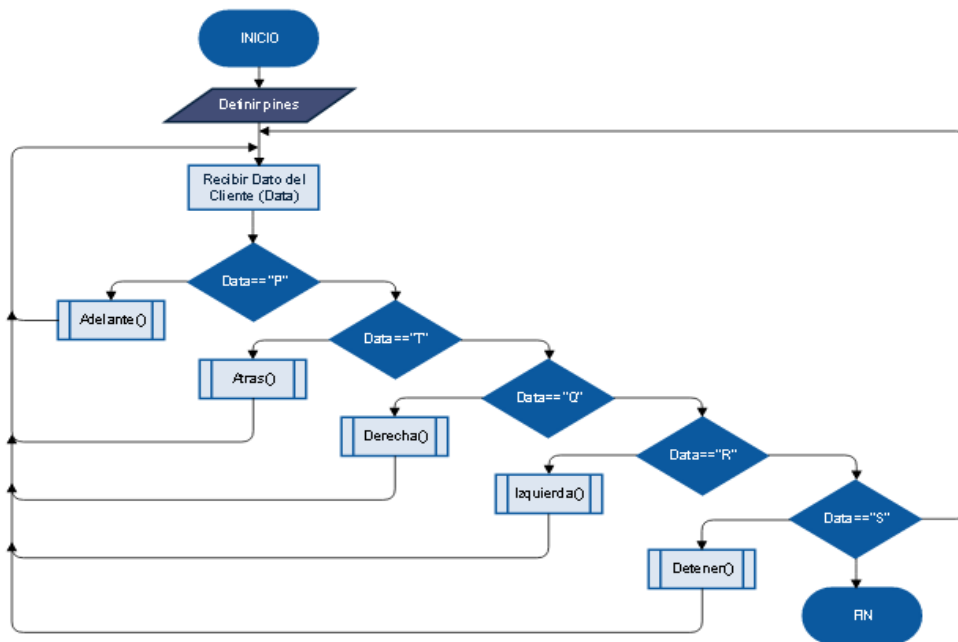 INICIO
Definir pines
Recibir Dato del
Cliente (Data)
Data=="P"
Adelante()
Data=="T"
Atras()
Data=="Q"
Derecha()
Data=="R"
Izquierda()
Data=="S"
Detener()
FIN